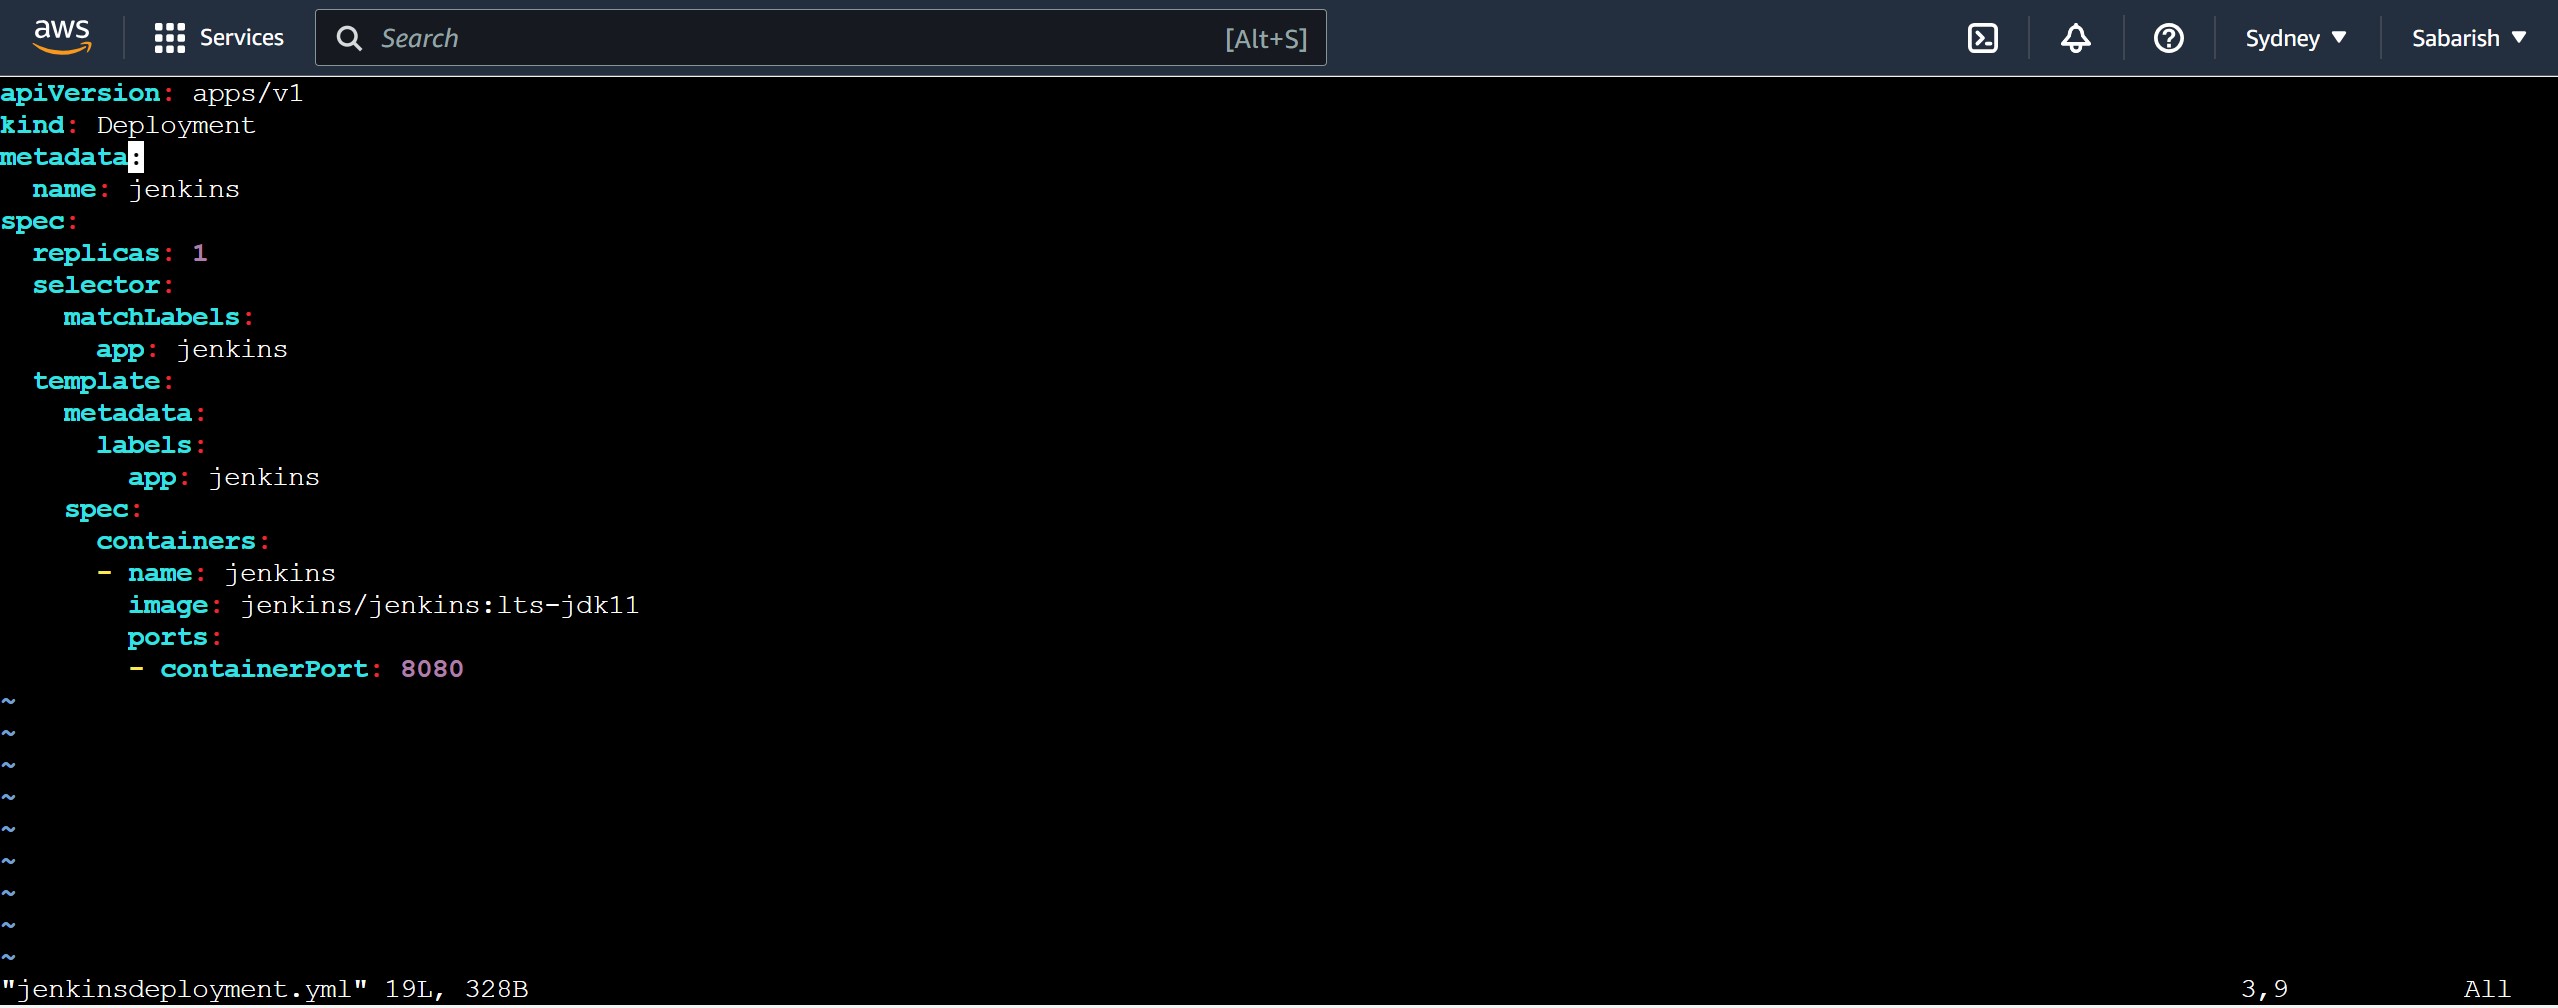 aws Services Search [Alt+S] Sydney Sabarish
apiVersion: apps/v1
kind: Deployment
metadata:
  name: jenkins
spec:
  replicas: 1
  selector:
    matchLabels:
      app: jenkins
  template:
    metadata:
      labels:
        app: jenkins
    spec:
      containers:
      - name: jenkins
        image: jenkins/jenkins:lts-jdk11
        ports:
        - containerPort: 8080
~
~
~
~
~
~
~
~
~
"jenkinsdeployment.yml" 19L, 328B 3,9 All